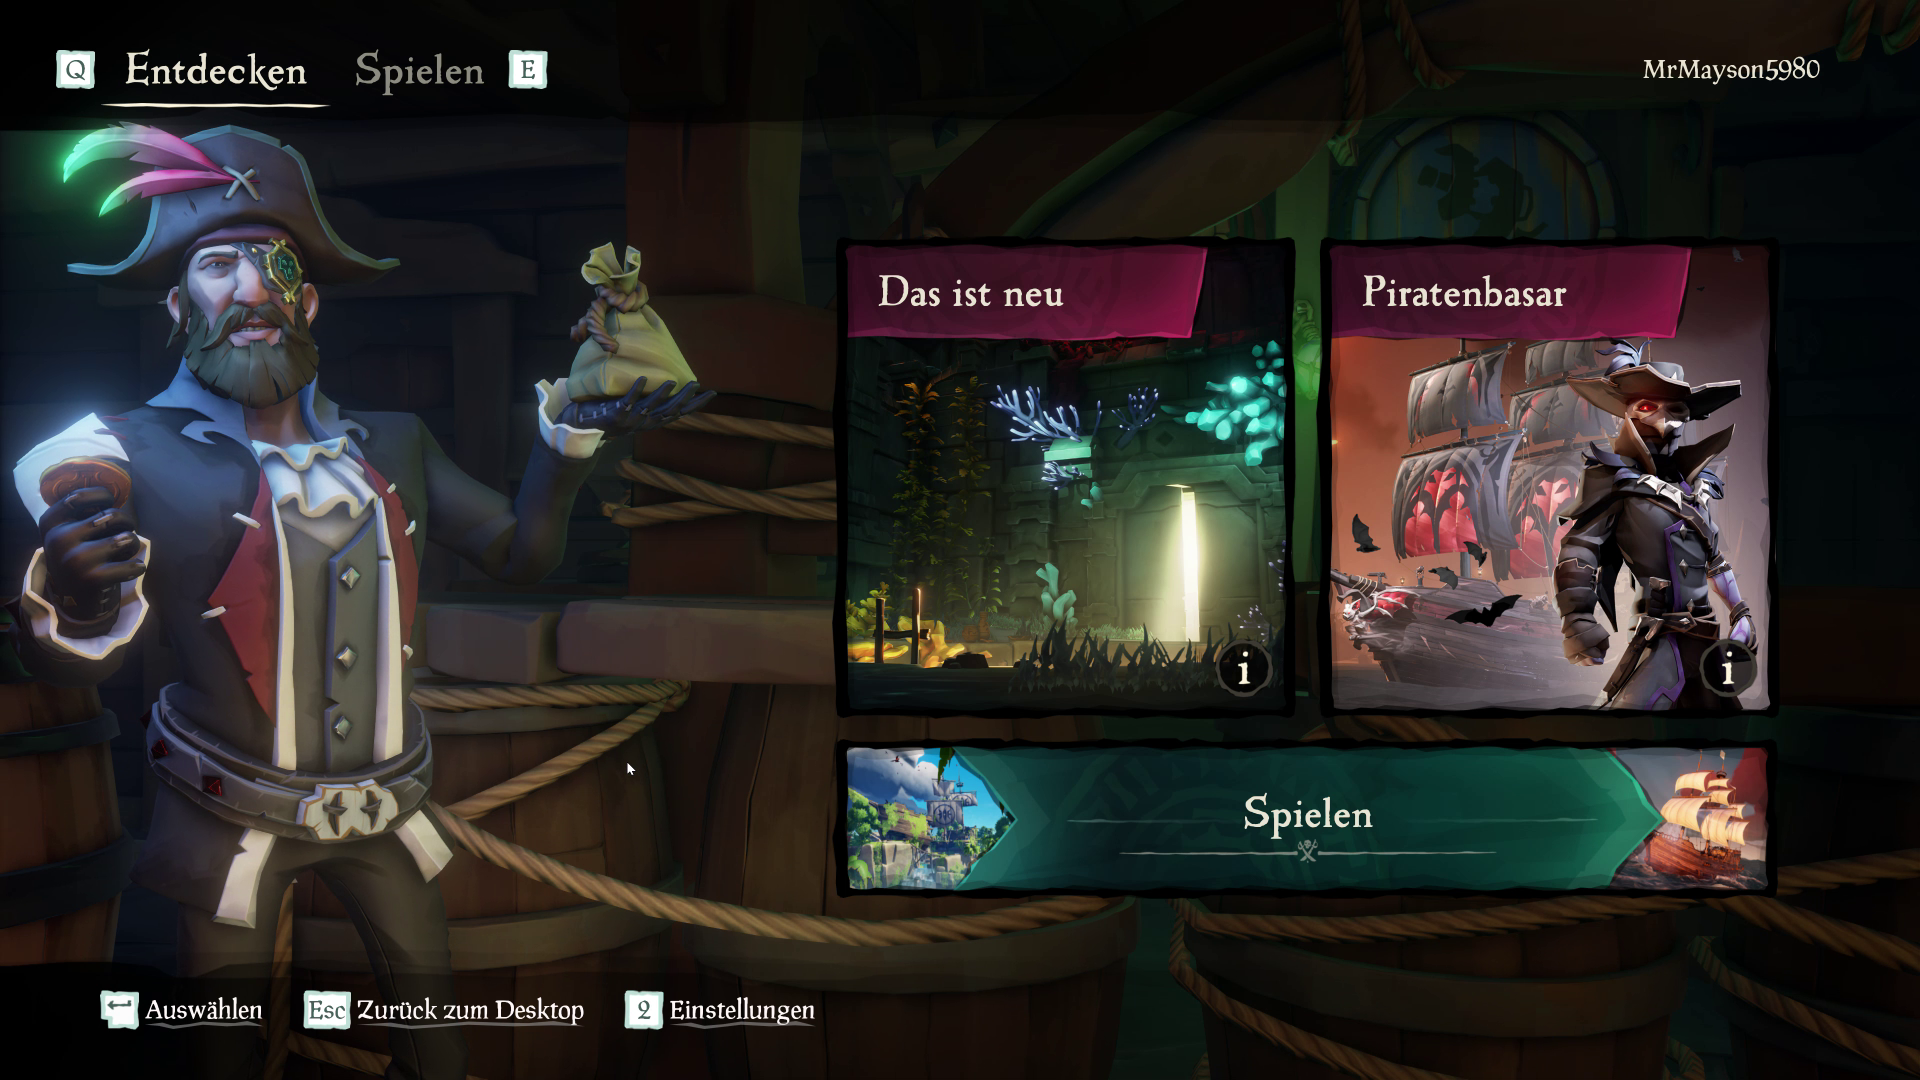 Q Entdecken Spielen E
MrMayson5980
Das ist neu
i
Piratenbasar
i
Spielen
Auswählen
Esc Zurück zum Desktop
2 Einstellungen